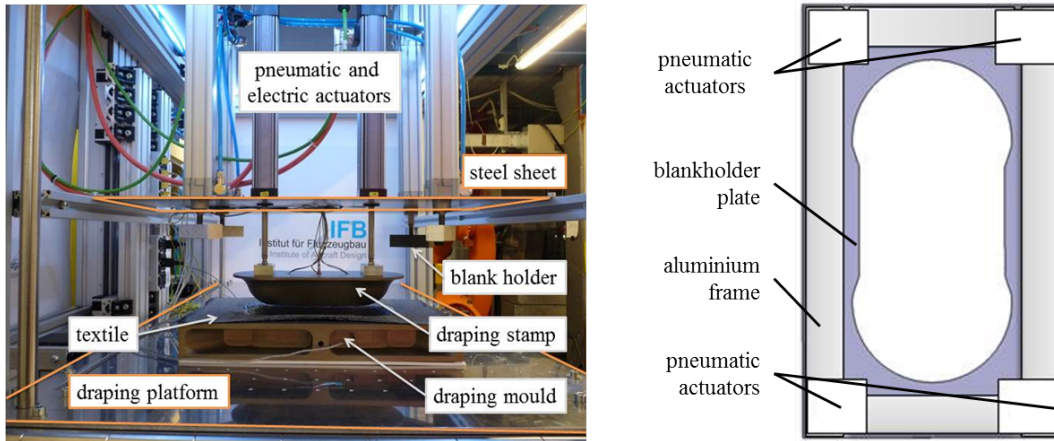 pneumatic and
electric actuators
steel sheet
IFB
Institut für Flugzeugbau
Institute of Aircraft Design
blank holder
textile
draping stamp
draping platform
draping mould
pneumatic
actuators
blankholder
plate
aluminium
frame
pneumatic
actuators